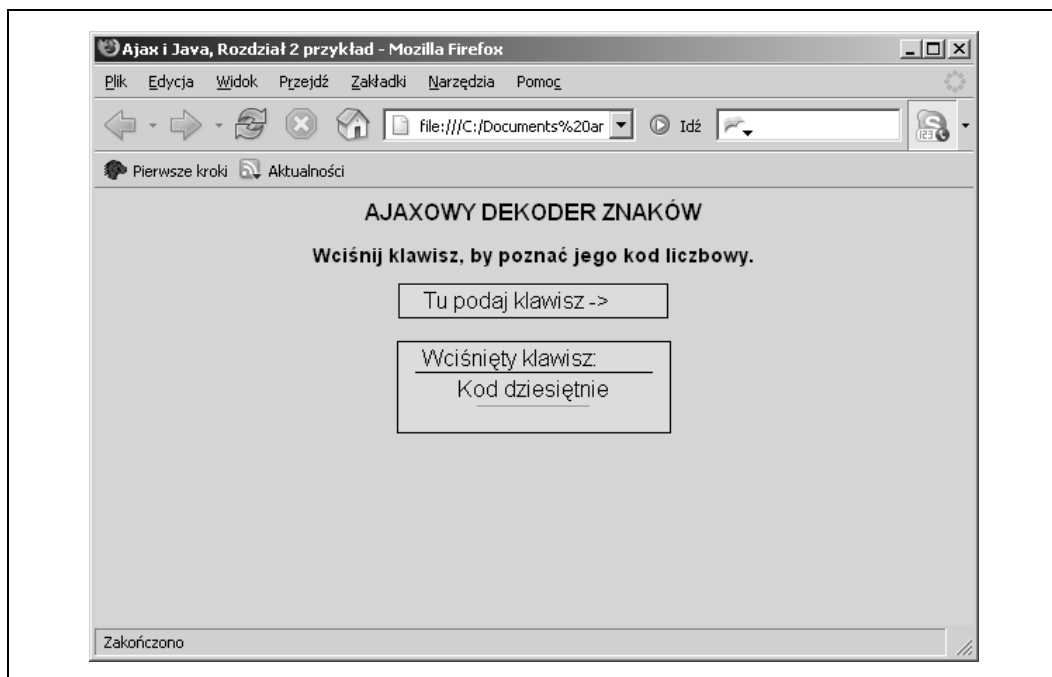 Ajax i Java, Rozdział 2 przykład - Mozilla Firefox
Plik Edycja Widok Przejdź Zakładki Narzędzia Pomoc
file:///C:/Documents%20ar Idź 123
Pierwsze kroki Aktualności
AJAXOWY DEKODER ZNAKÓW
Wciśnij klawisz, by poznać jego kod liczbowy.
Tu podaj klawisz ->
Wciśnięty klawisz:
Kod dziesiętnie
Zakończono